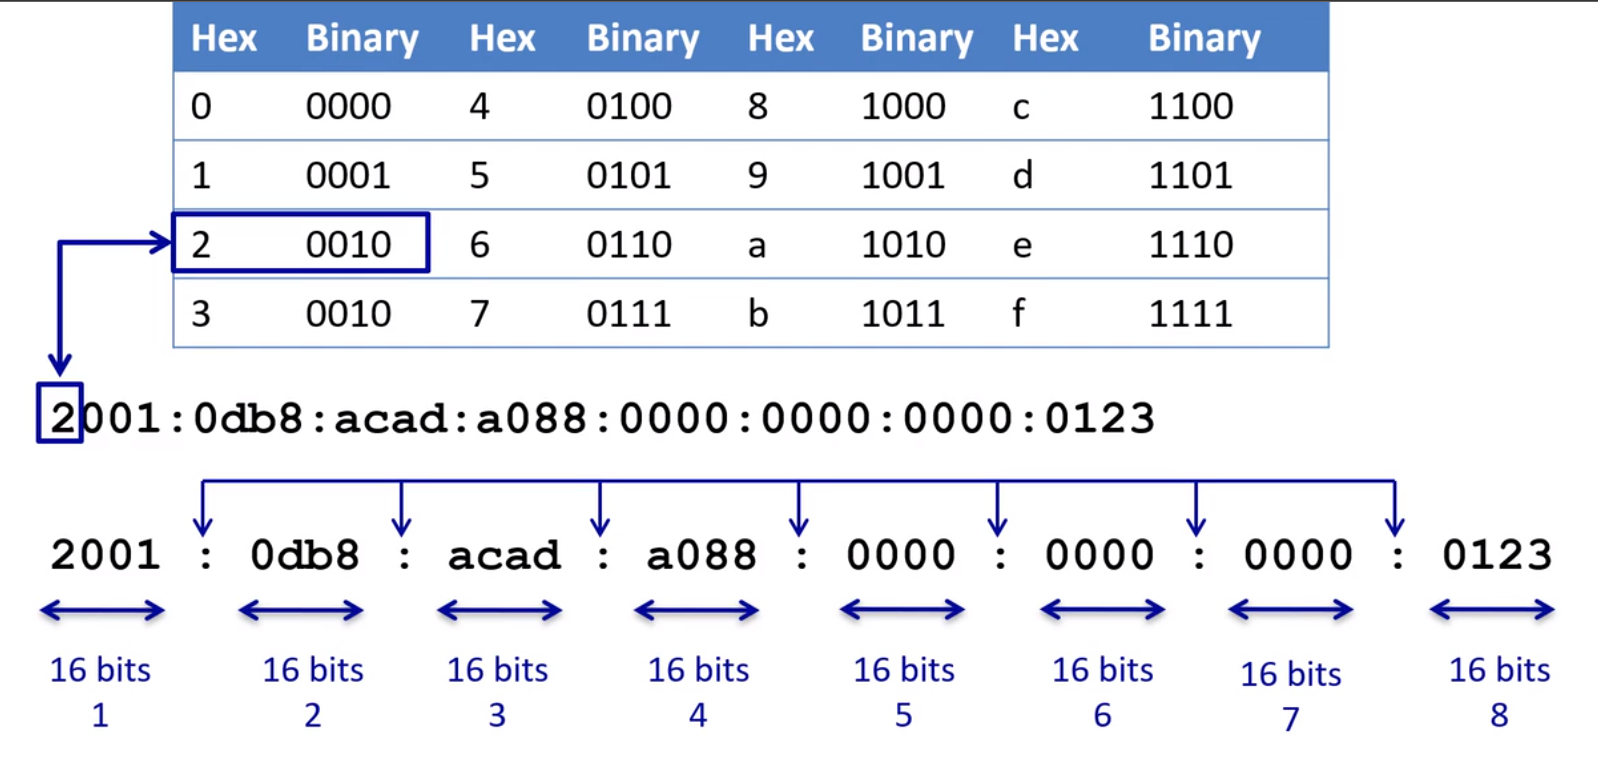 Hex Binary Hex Binary Hex Binary Hex Binary
0 0000 4 0100 8 1000 c 1100
1 0001 5 0101 9 1001 d 1101
2 0010 6 0110 a 1010 e 1110
3 0010 7 0111 b 1011 f 1111
2001:0db8:acad:a088:0000:0000:0000:0123
2001 : 0db8 : acad : a088 : 0000 : 0000 : 0000 : 0123
16 bits 16 bits 16 bits 16 bits 16 bits 16 bits 16 bits 16 bits
1 2 3 4 5 6 7 8